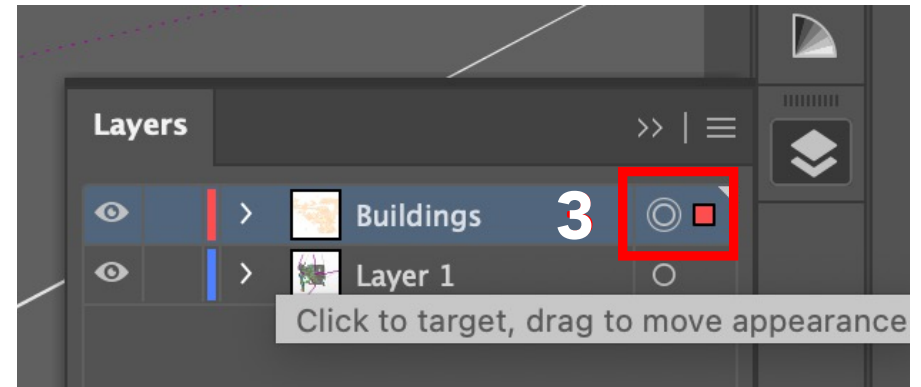 Layers
Buildings
3
Layer 1
Click to target, drag to move appearance